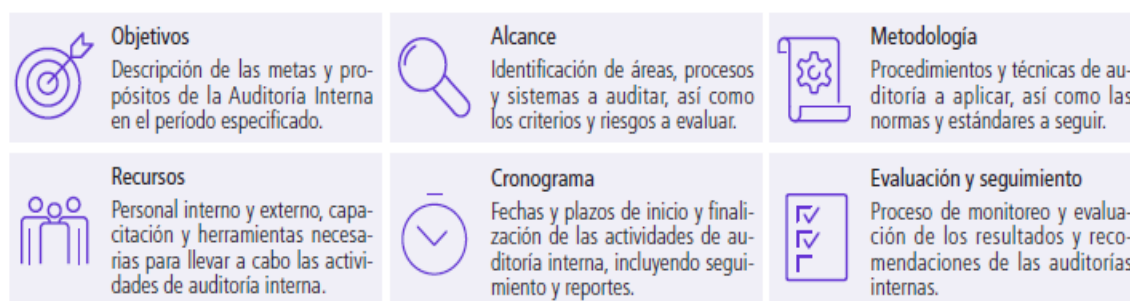 Objetivos
Descripción de las metas y pro-
pósitos de la Auditoría Interna
en el período especificado.
Alcance
Identificación de áreas, procesos
y sistemas a auditar, así como
los criterios y riesgos a evaluar.
Metodología
Procedimientos y técnicas de au-
ditoría a aplicar, así como las
normas y estándares a seguir.
Recursos
Personal interno y externo, capa-
citación y herramientas necesa-
rias para llevar a cabo las activi-
dades de auditoría interna.
Cronograma
Fechas y plazos de inicio y finali-
zación de las actividades de au-
ditoría interna, incluyendo segui-
miento y reportes.
Evaluación y seguimiento
Proceso de monitoreo y evalua-
ción de los resultados y reco-
mendaciones de las auditorías
internas.